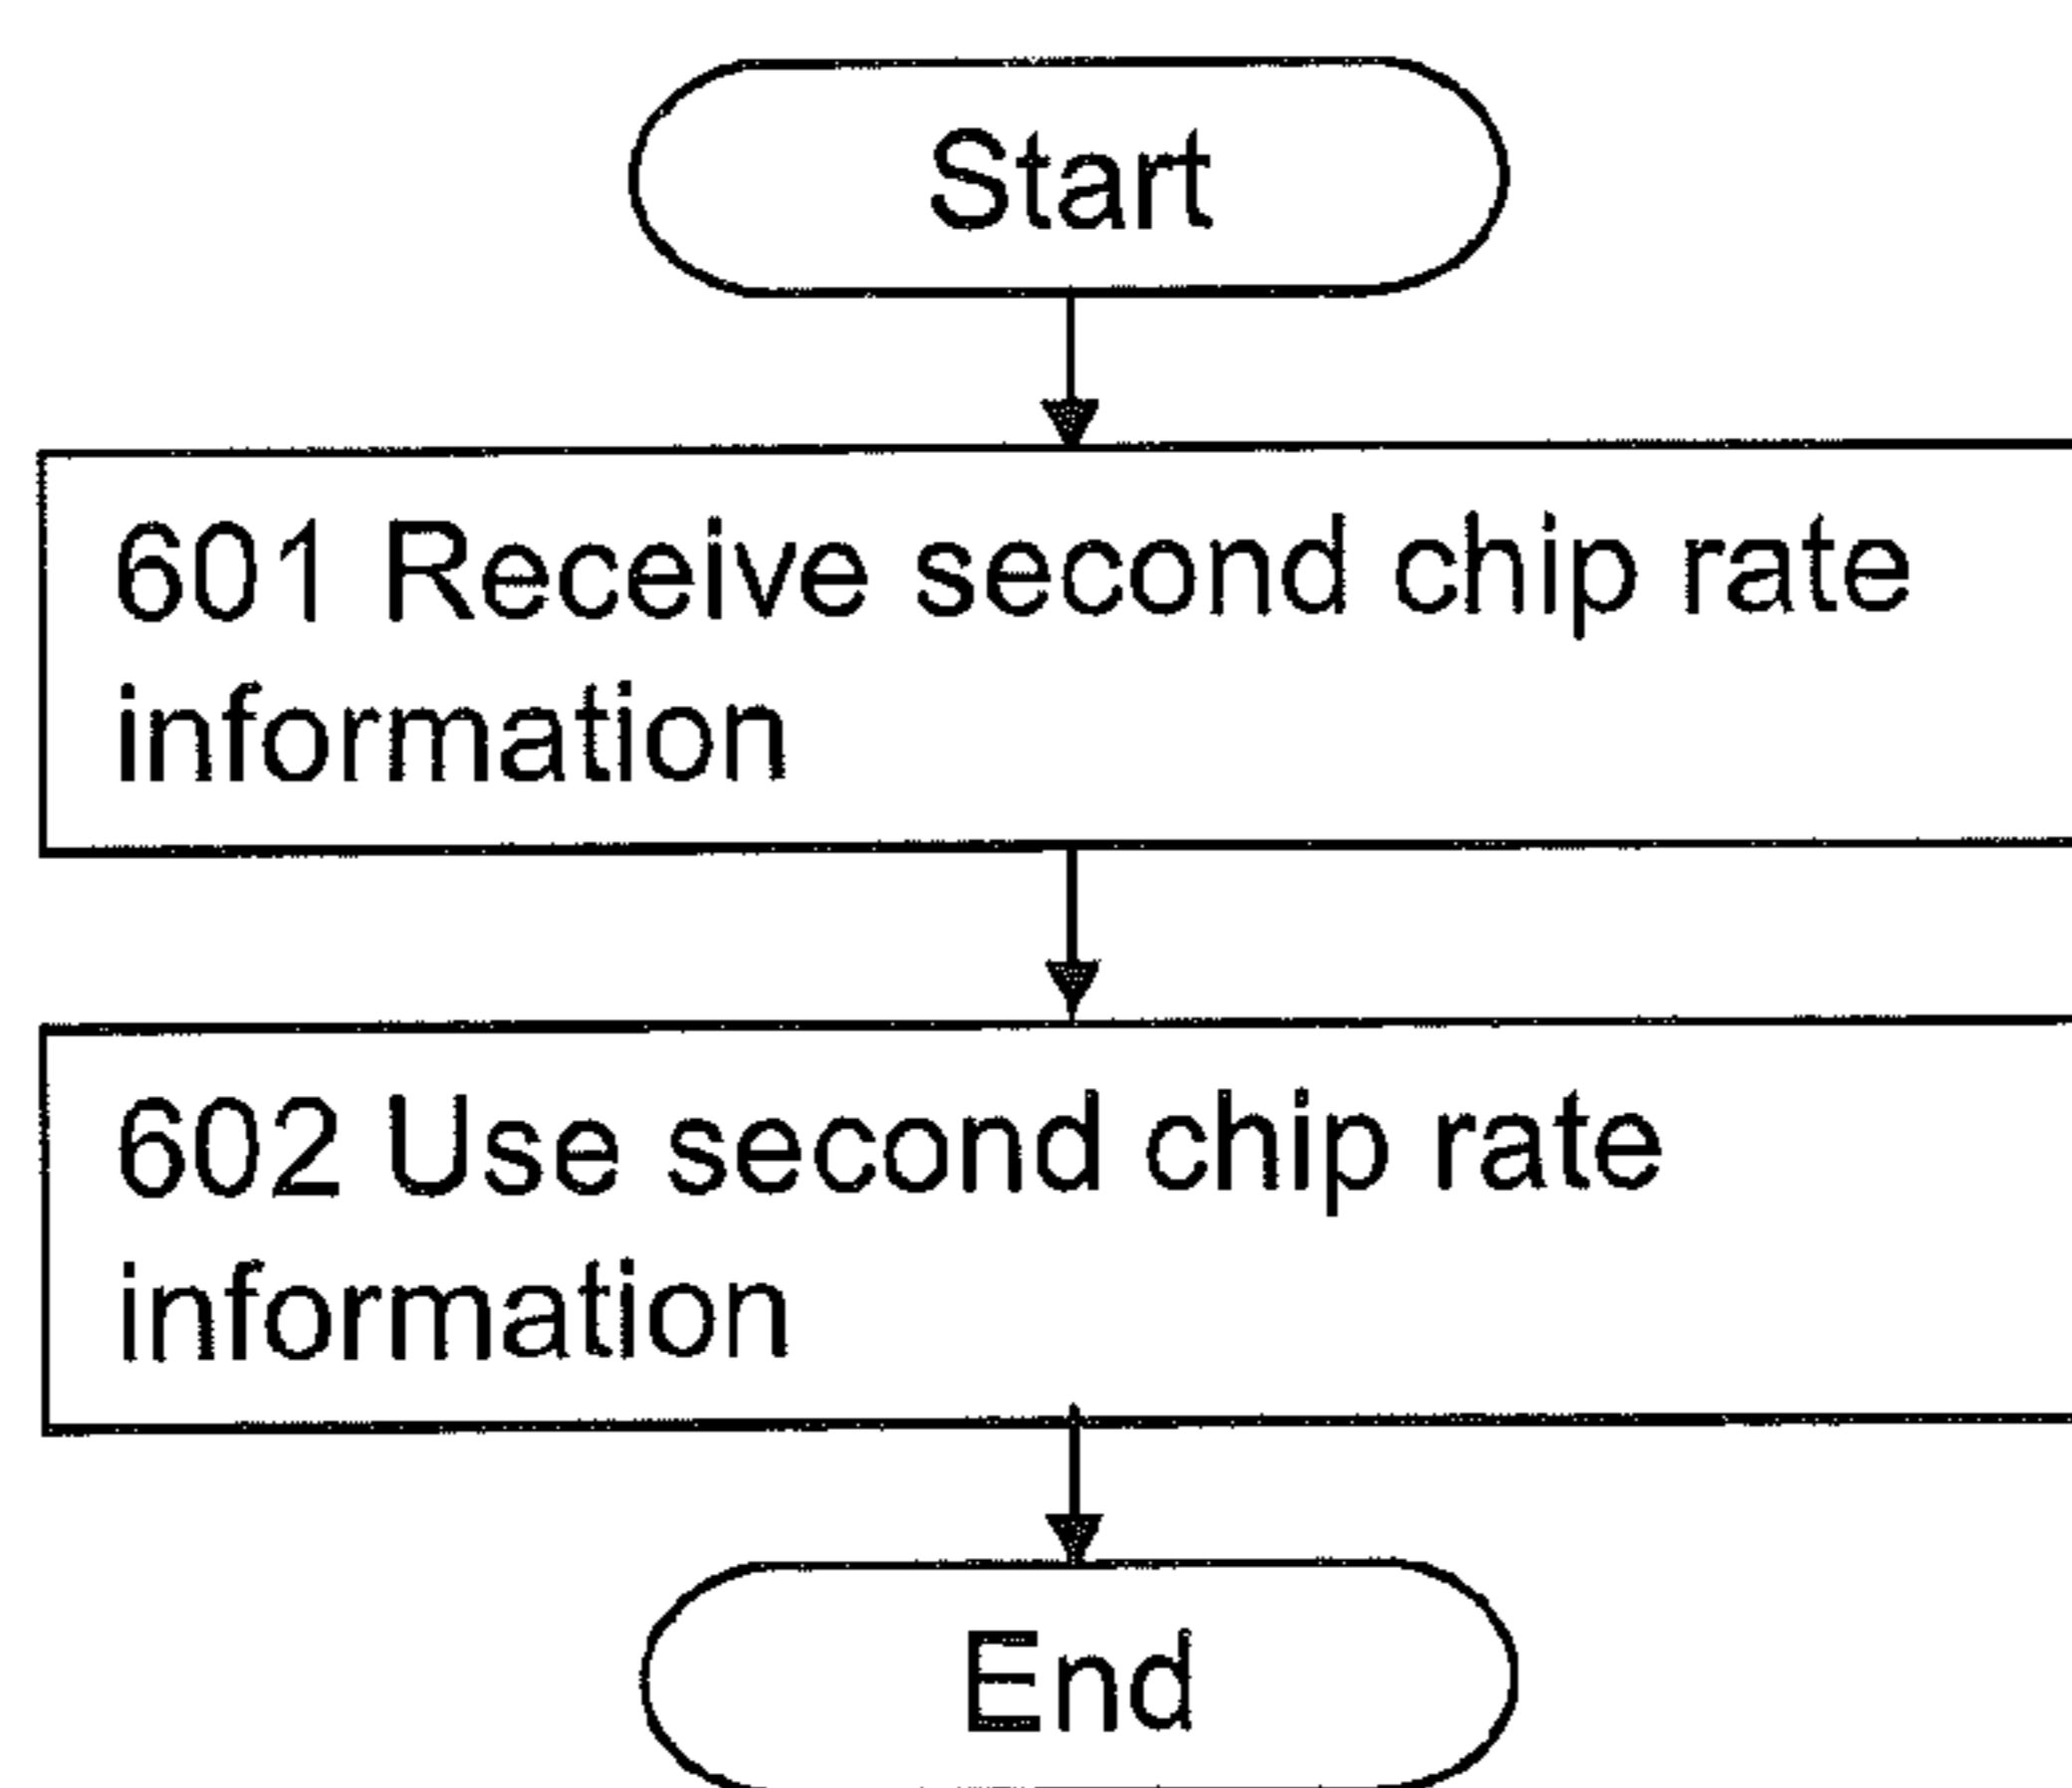 Start
601 Receive second chip rate
information
602 Use second chip rate
information
End